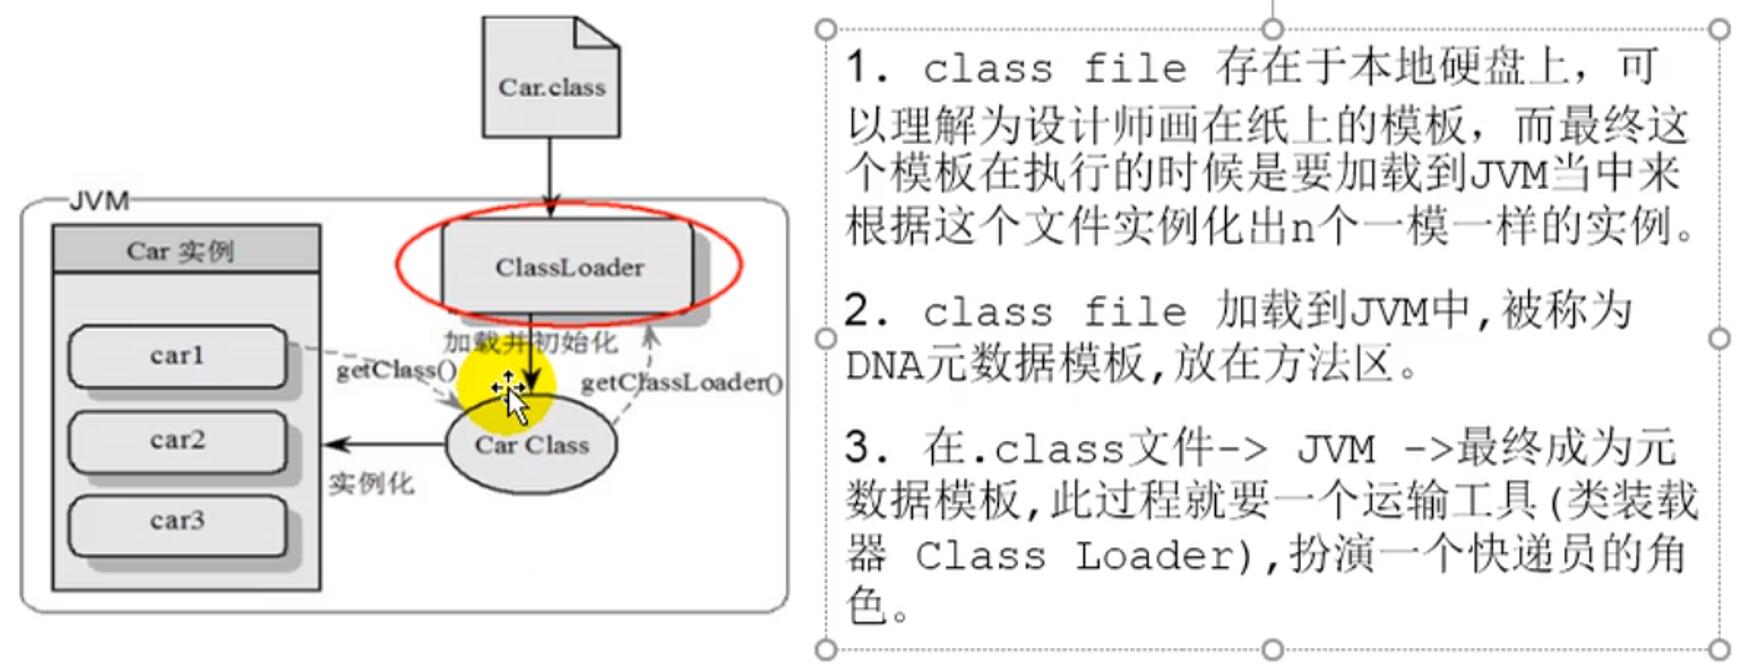 Car.class
JVM
Car 实例
ClassLoader
加载并初始化
car1
getClass()
getClassLoader()
car2
Car Class
实例化
car3
1. class file 存在于本地硬盘上，可
以理解为设计师画在纸上的模板，而最终这
个模板在执行的时候是要加载到JVM当中来
根据这个文件实例化出n个一模一样的实例。
2. class file 加载到JVM中,被称为
DNA元数据模板,放在方法区。
3. 在.class文件-> JVM ->最终成为元
数据模板,此过程就要一个运输工具(类装载
器 Class Loader),扮演一个快递员的角
色。